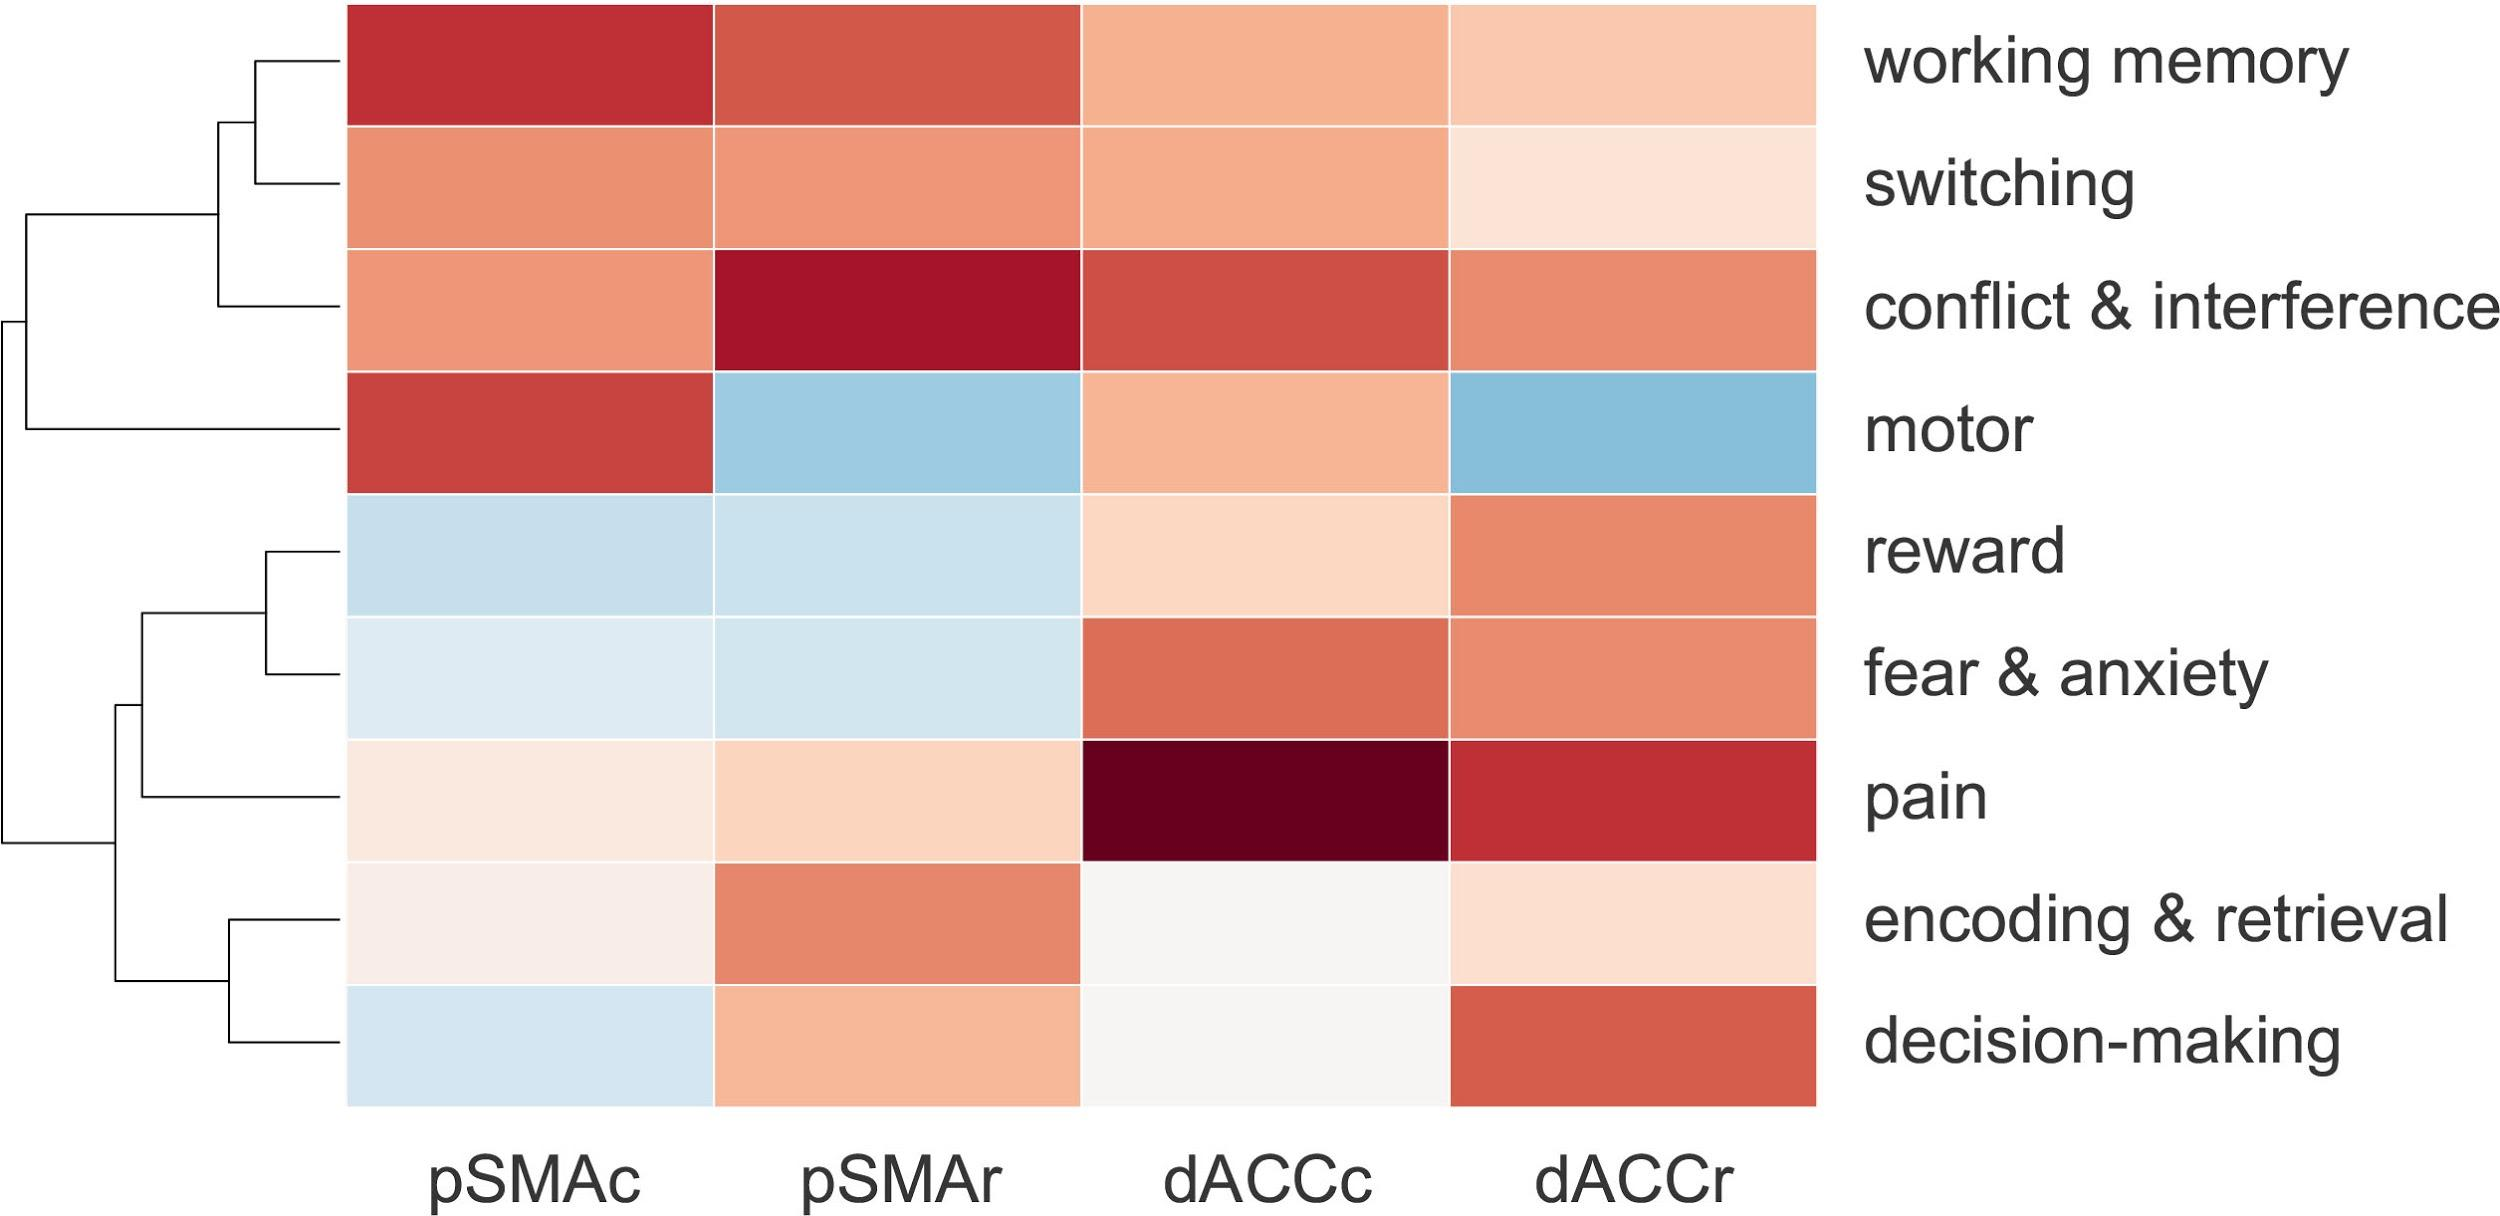 working memory
switching
conflict & interference
motor
reward
fear & anxiety
pain
encoding & retrieval
decision-making
pSMAc pSMAr dACCc dACCr